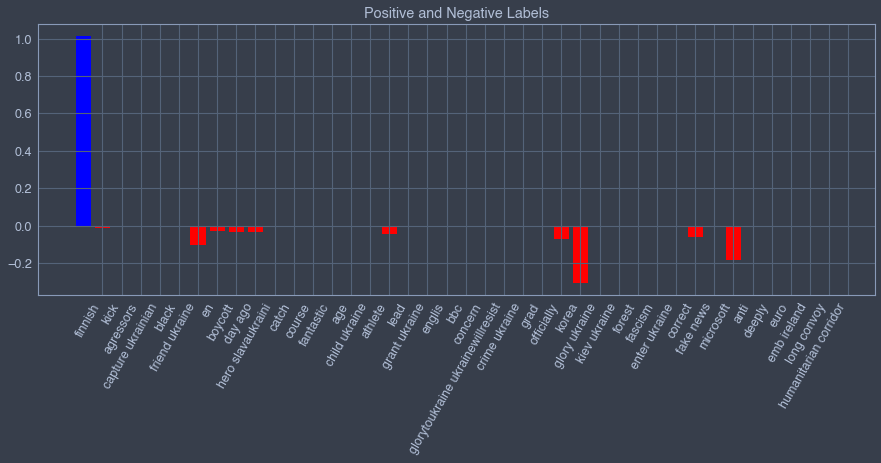 Positive and Negative Labels
1.0
0.8
0.6
0.4
0.2
0.0
−0.2
finnish
kick
agressors
capture ukrainian
black
friend ukraine
en
boycott
day ago
hero slavaukraini
catch
course
fantastic
age
child ukraine
athlete
lead
grant ukraine
englis
bbc
concern
glorytoukraine ukrainewillresist
crime ukraine
grad
officially
korea
glory ukraine
kiev ukraine
forest
fascism
enter ukraine
correct
fake news
microsoft
anti
deeply
euro
emb ireland
long convoy
humanitarian corridor